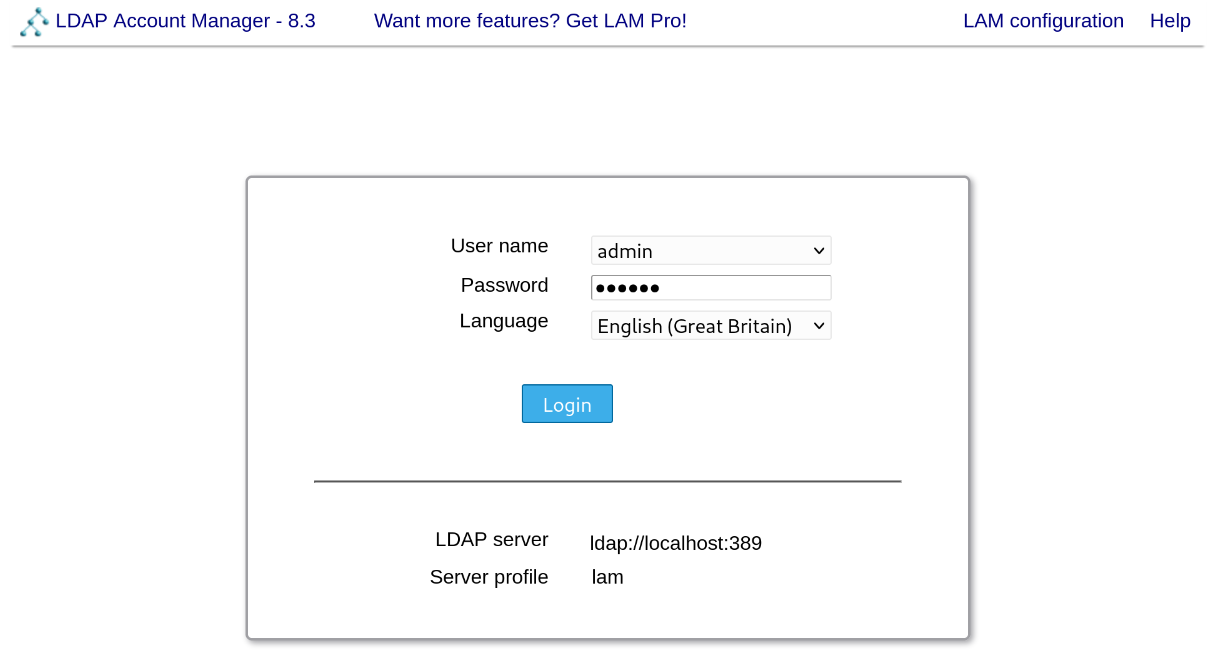 LDAP Account Manager - 8.3 Want more features? Get LAM Pro! LAM configuration Help
User name admin
Password ●●●●●●
Language English (Great Britain)
Login
LDAP server ldap://localhost:389
Server profile lam